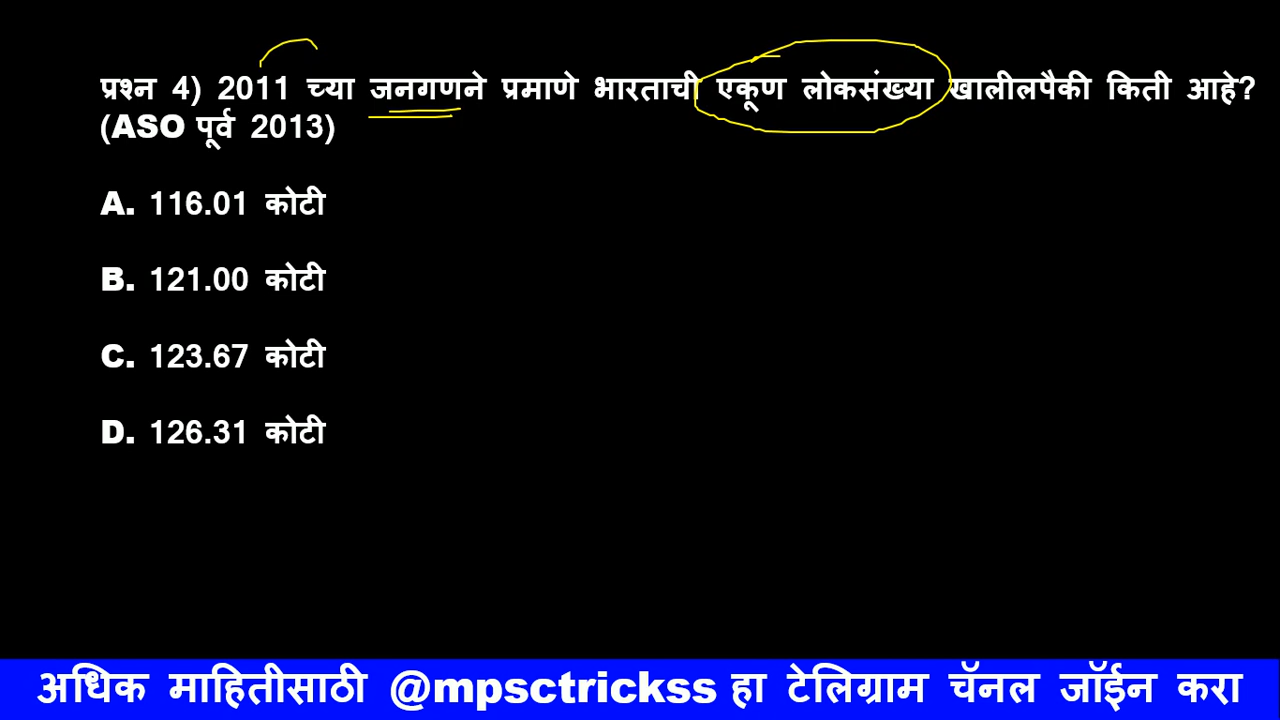 प्रश्न 4) 2011 च्या जनगणने प्रमाणे भारताची एकूण लोकसंख्या खालीलपैकी किती आहे?
(ASO पूर्व 2013)
A. 116.01 कोटी
B. 121.00 कोटी
C. 123.67 कोटी
D. 126.31 कोटी
अधिक माहितीसाठी @mpsctrickss हा टेलिग्राम चॅनल जॉईन करा